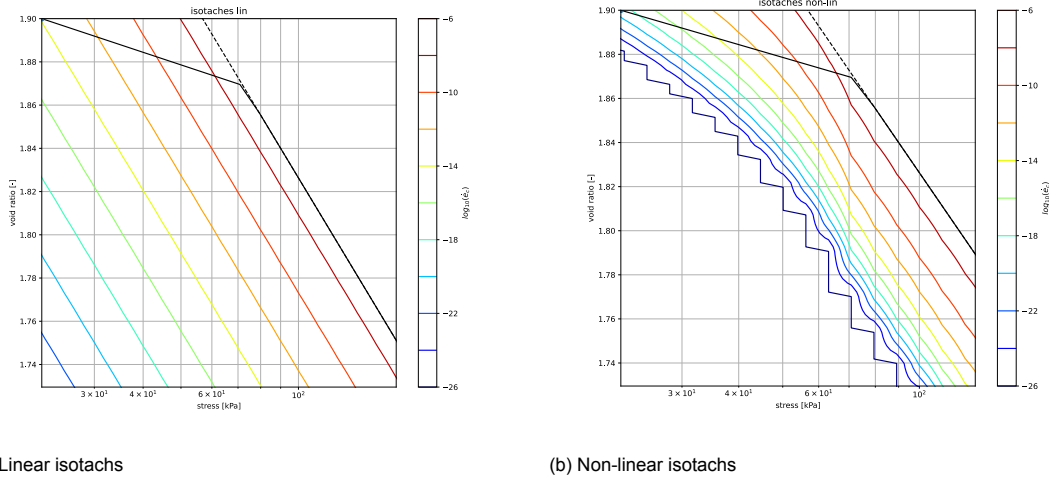 isotaches lin
1.90
1.88
1.86
1.84
1.82
1.80
1.78
1.76
1.74
void ratio [-]
3 × 10¹
4 × 10¹
6 × 10¹
10²
stress [kPa]
−6
−10
−14
−18
−22
−26
log₁₀(ė_c)
Linear isotachs
isotaches non-lin
1.90
1.88
1.86
1.84
1.82
1.80
1.78
1.76
1.74
void ratio [-]
3 × 10¹
4 × 10¹
6 × 10¹
10²
stress [kPa]
−6
−10
−14
−18
−22
−26
(b) Non-linear isotachs